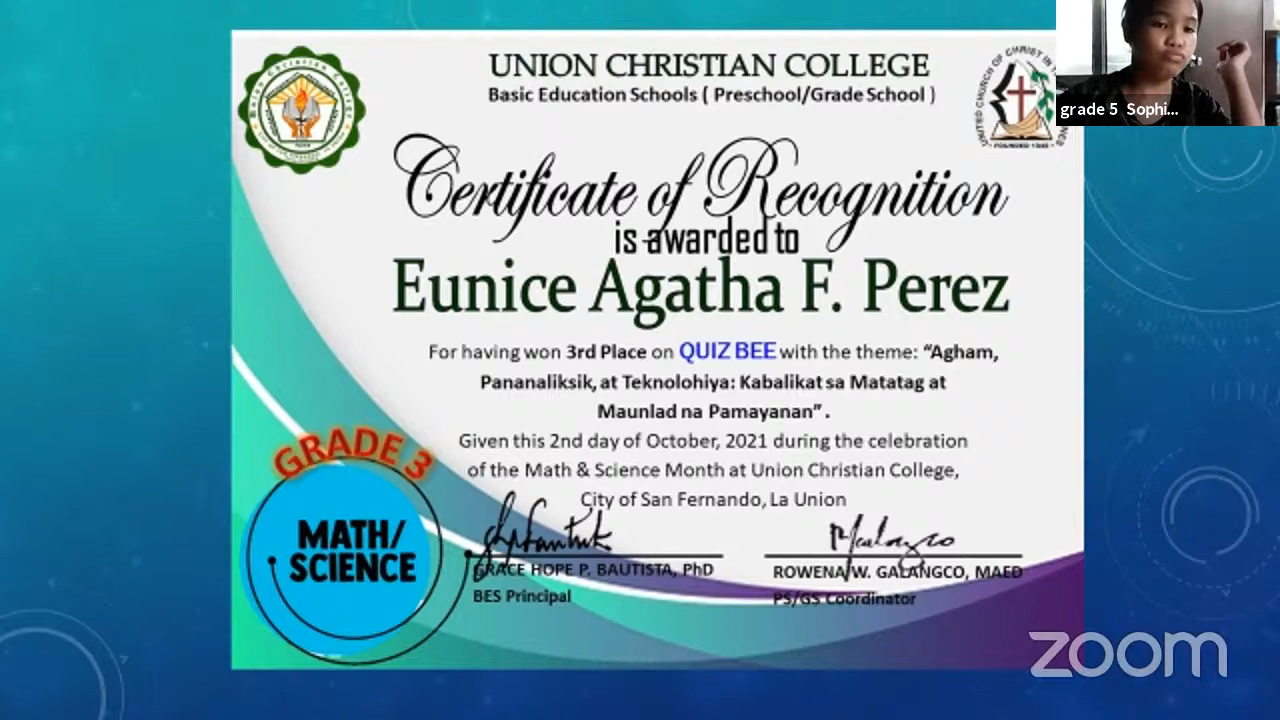 UNION CHRISTIAN COLLEGE
Basic Education Schools ( Preschool/Grade School )
grade 5 Sophi...
Certificate of Recognition
is awarded to
Eunice Agatha F. Perez
For having won 3rd Place on QUIZ BEE with the theme: “Agham,
Pananaliksik, at Teknolohiya: Kabalikat sa Matatag at
Maunlad na Pamayanan”.
Given this 2nd day of October, 2021 during the celebration
of the Math & Science Month at Union Christian College,
City of San Fernando, La Union
GRADE 3
MATH/
SCIENCE
GRACE HOPE P. BAUTISTA, PhD
BES Principal
ROWENA W. GALANGCO, MAED
PS/GS Coordinator
zoom